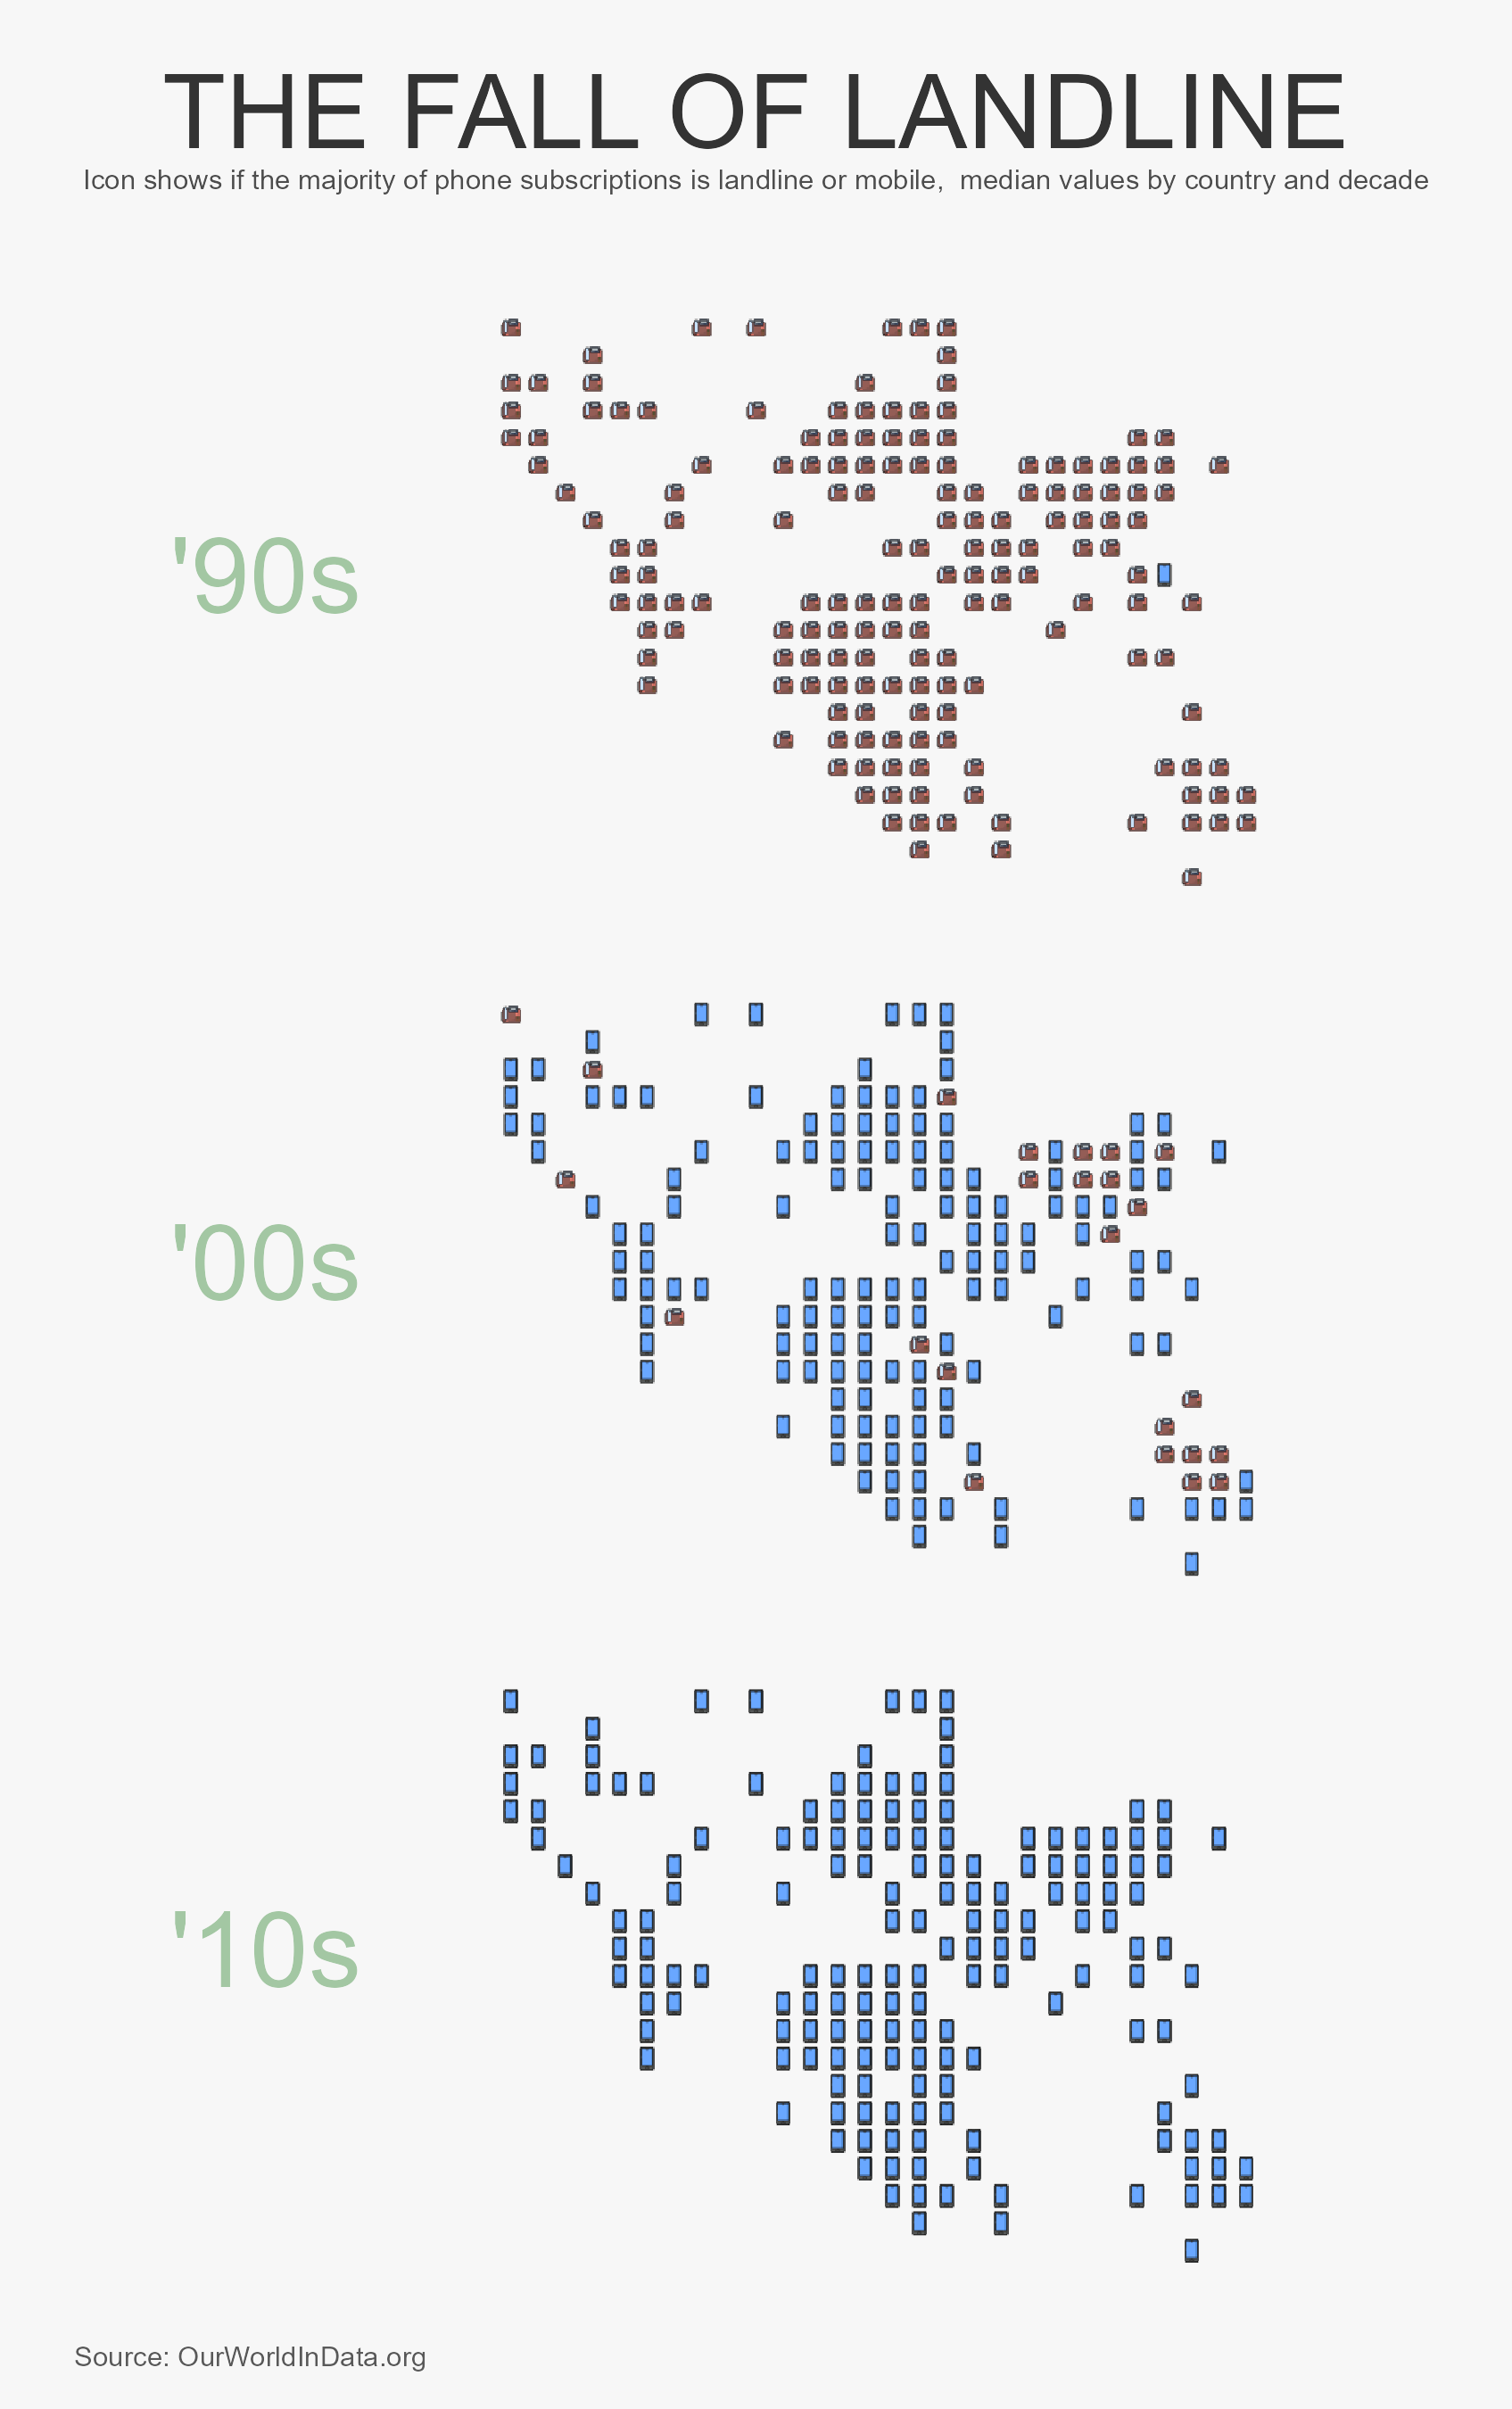 THE FALL OF LANDLINE
Icon shows if the majority of phone subscriptions is landline or mobile,  median values by country and decade
'90s
'00s
'10s
Source: OurWorldInData.org